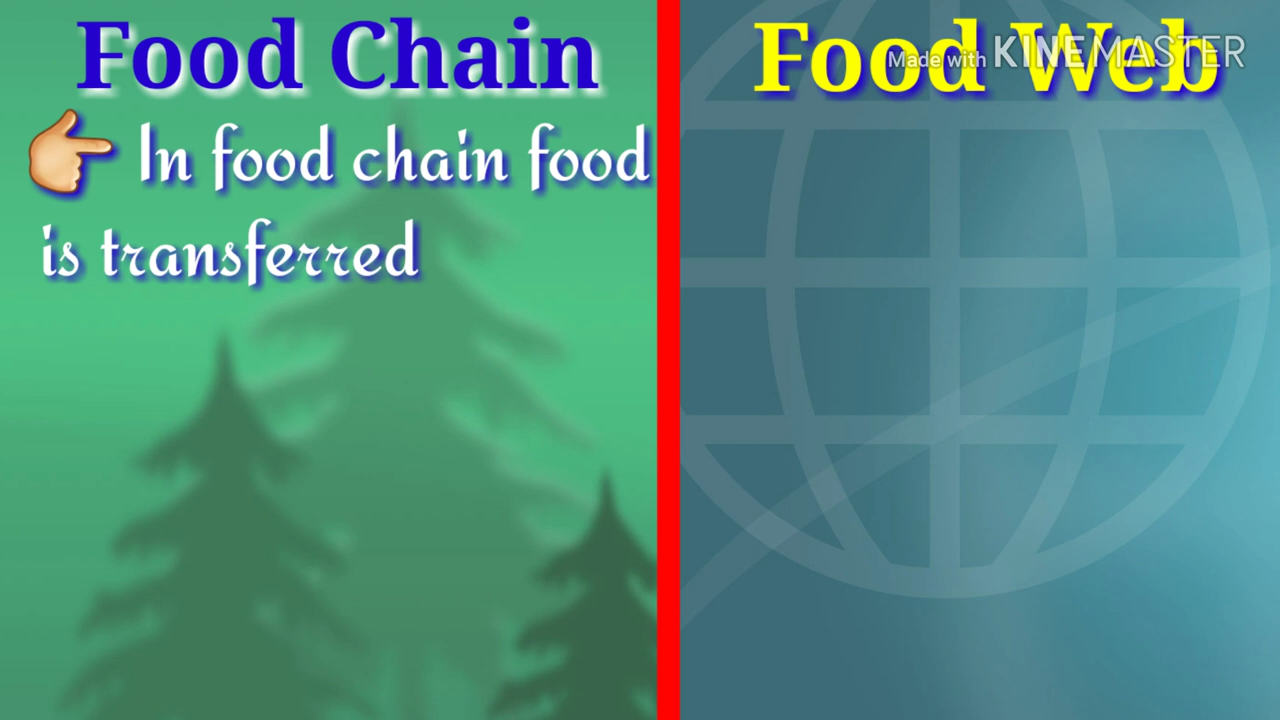 Food Chain
In food chain food
is transferred
Food Web
Made with KINEMASTER